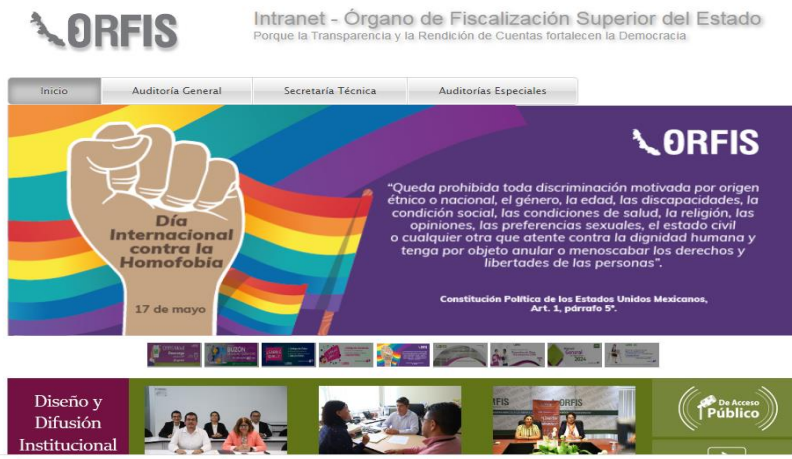 ORFIS
Intranet - Órgano de Fiscalización Superior del Estado
Porque la Transparencia y la Rendición de Cuentas fortalecen la Democracia
Inicio
Auditoría General
Secretaría Técnica
Auditorías Especiales
ORFIS
“Queda prohibida toda discriminación motivada por origen
étnico o nacional, el género, la edad, las discapacidades, la
condición social, las condiciones de salud, la religión, las
opiniones, las preferencias sexuales, el estado civil
o cualquier otra que atente contra la dignidad humana y
tenga por objeto anular o menoscabar los derechos y
libertades de las personas”.
Constitución Política de los Estados Unidos Mexicanos,
Art. 1, párrafo 5°.
Día
Internacional
contra la
Homofobia
17 de mayo
BUZÓN
General
2024
Diseño y
Difusión
Institucional
ORFIS
De Acceso
Público